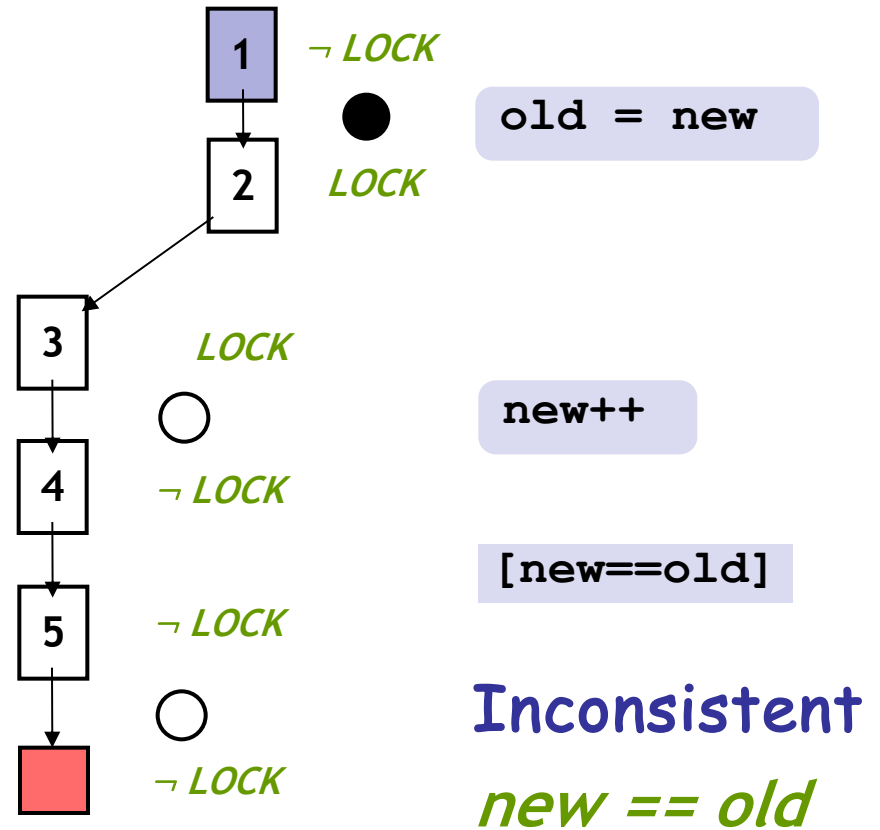 1 ¬ LOCK
old = new
2 LOCK
3 LOCK
new++
4 ¬ LOCK
[new==old]
5 ¬ LOCK
Inconsistent
¬ LOCK
new == old